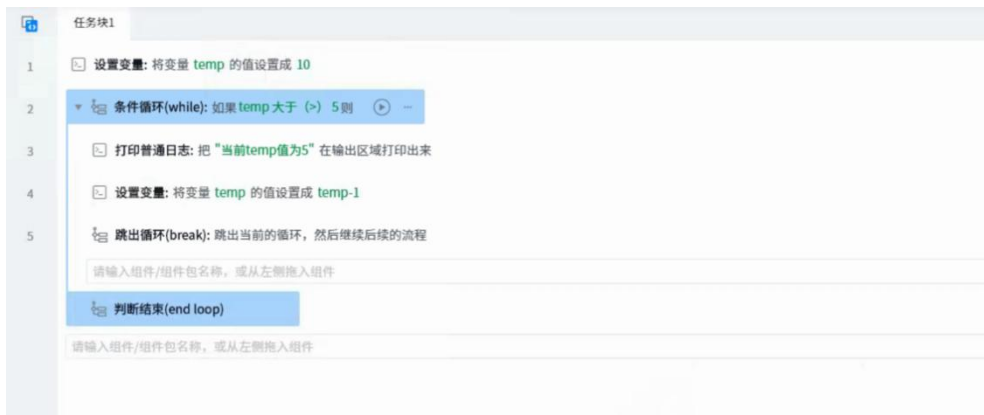 任务块1
1 设置变量: 将变量 temp 的值设置成 10
2 条件循环(while): 如果 temp 大于（>）5 则
3 打印普通日志: 把 "当前temp值为5" 在输出区域打印出来
4 设置变量: 将变量 temp 的值设置成 temp-1
5 跳出循环(break): 跳出当前的循环，然后继续后续的流程
请输入组件/组件包名称，或从左侧拖入组件
判断结束(end loop)
请输入组件/组件包名称，或从左侧拖入组件